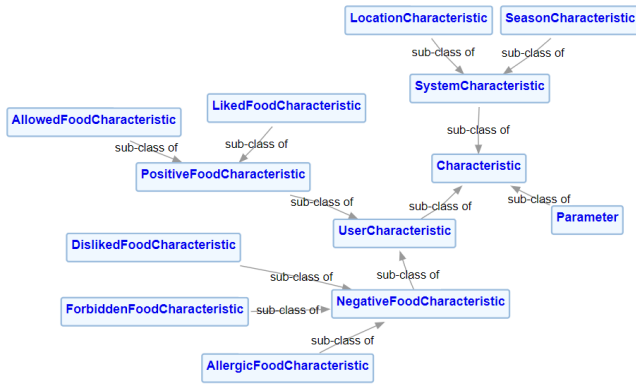 LocationCharacteristic
SeasonCharacteristic
sub-class of
sub-class of
SystemCharacteristic
LikedFoodCharacteristic
AllowedFoodCharacteristic
sub-class of
sub-class of
sub-class of
PositiveFoodCharacteristic
Characteristic
sub-class of
sub-class of
sub-class of
Parameter
UserCharacteristic
DislikedFoodCharacteristic
sub-class of
sub-class of
NegativeFoodCharacteristic
ForbiddenFoodCharacteristic
sub-class of
sub-class of
AllergicFoodCharacteristic